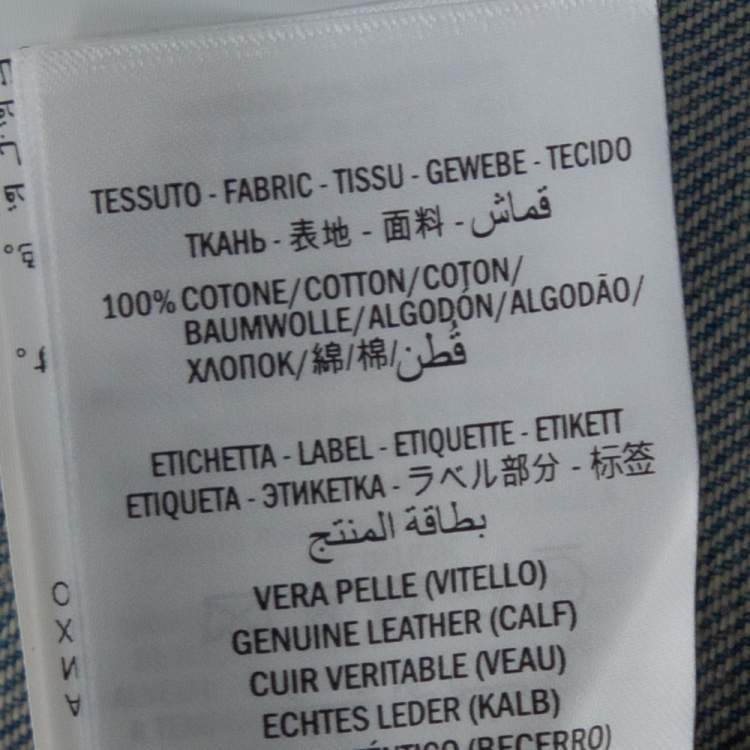 TESSUTO - FABRIC - TISSU - GEWEBE - TECIDO
ТКАНЬ - 表地 - 面料 - قماش
100% COTONE/COTTON/COTON/
BAUMWOLLE/ALGODÓN/ALGODÃO/
ХЛОПОК/綿/棉/قُطن
ETICHETTA - LABEL - ETIQUETTE - ETIKETT
ETIQUETA - ЭТИКЕТКА - ラベル部分 - 标签
بطاقة المنتج
VERA PELLE (VITELLO)
GENUINE LEATHER (CALF)
CUIR VERITABLE (VEAU)
ECHTES LEDER (KALB)
(BECERRO)